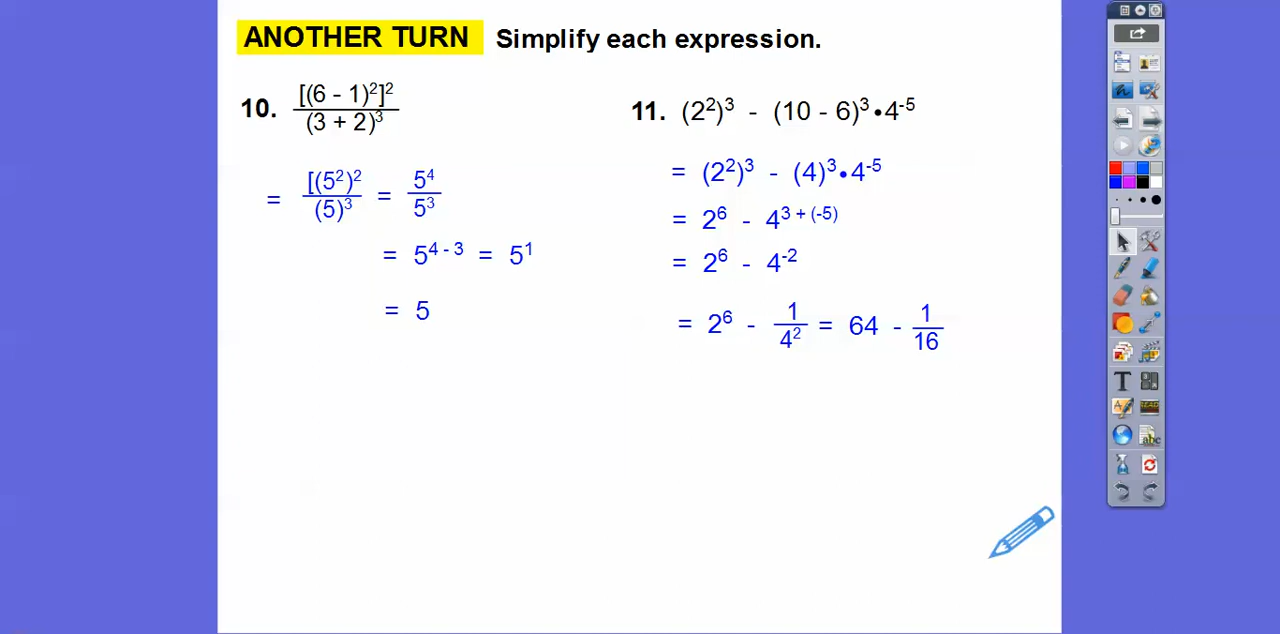 ANOTHER TURN Simplify each expression.
10. [(6 - 1)²]² / (3 + 2)³
= [(5²)² / (5)³ = 5⁴ / 5³
= 5⁴ ⁻ ³ = 5¹
= 5
11. (2²)³ - (10 - 6)³ • 4⁻⁵
= (2²)³ - (4)³ • 4⁻⁵
= 2⁶ - 4³ ⁺ ⁽⁻⁵⁾
= 2⁶ - 4⁻²
= 2⁶ - 1 / 4² = 64 - 1 / 16